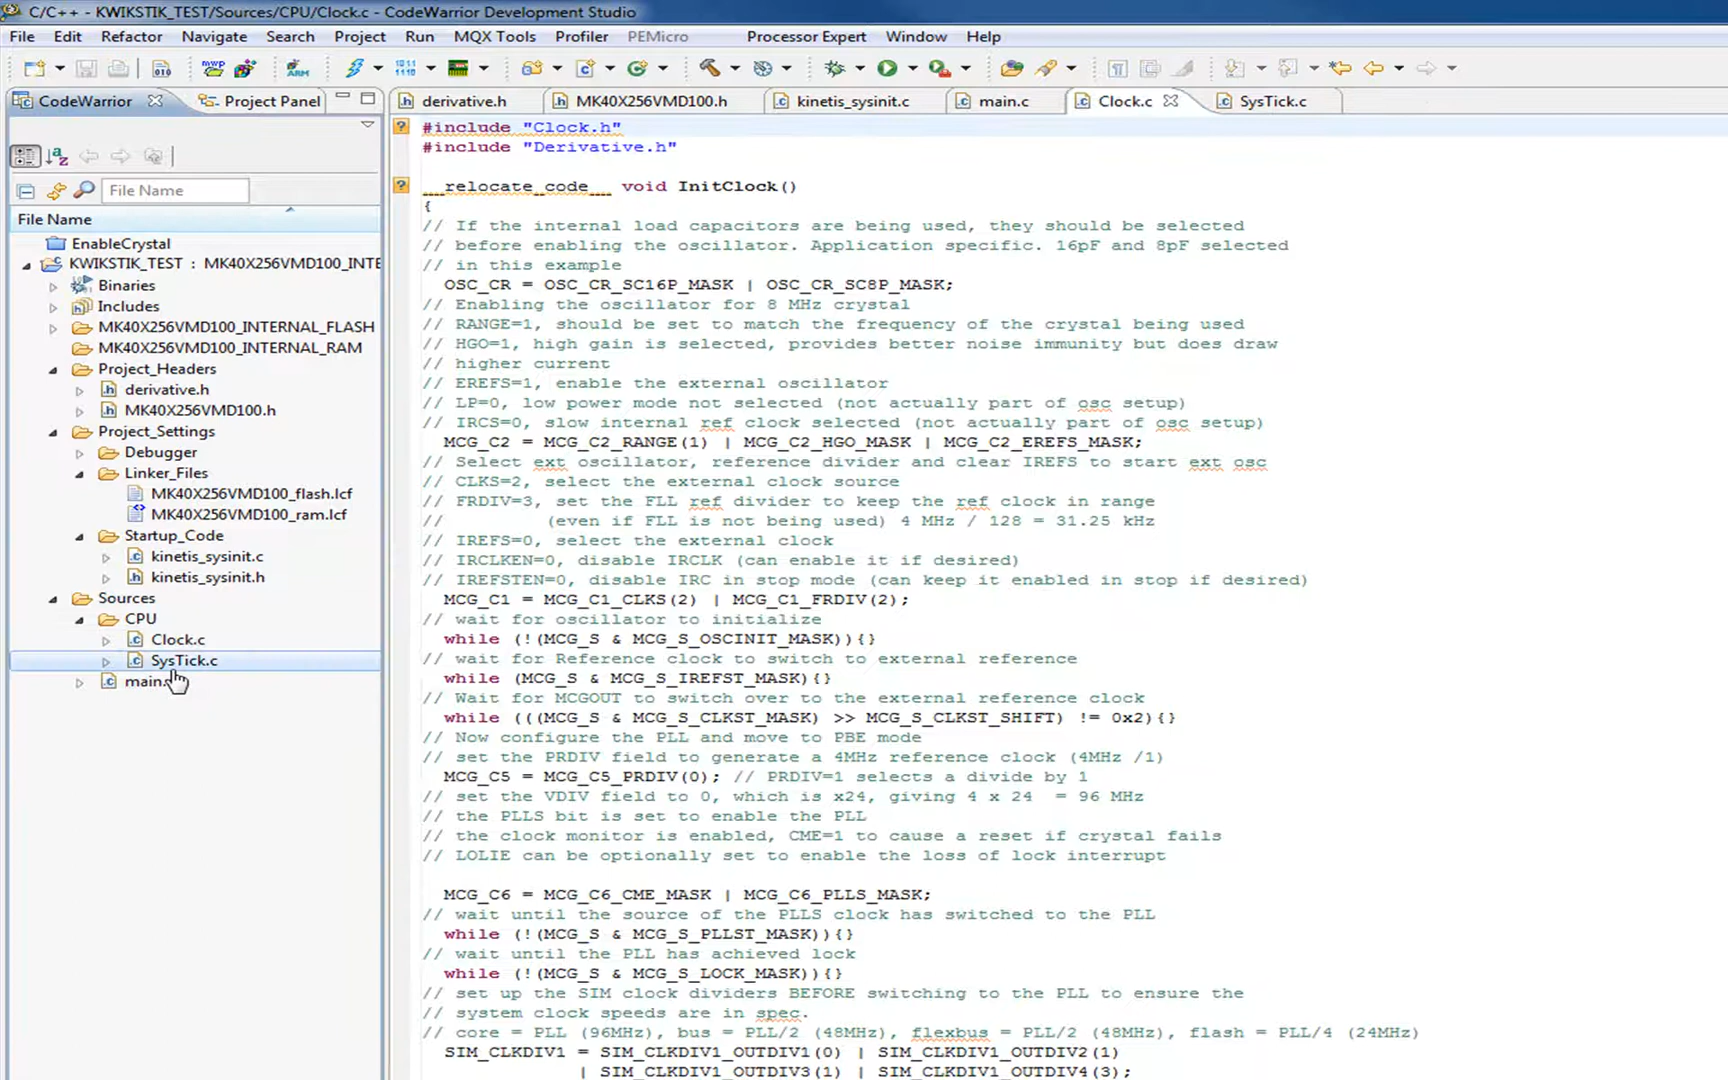 C/C++ - KWIKSTIK_TEST/Sources/CPU/Clock.c - CodeWarrior Development Studio
File Edit Refactor Navigate Search Project Run MQX Tools Profiler PEMicro Processor Expert Window Help
CodeWarrior Project Panel
derivative.h MK40X256VMD100.h kinetis_sysinit.c main.c Clock.c SysTick.c
File Name
File Name
EnableCrystal
KWIKSTIK_TEST : MK40X256VMD100_INTE
Binaries
Includes
MK40X256VMD100_INTERNAL_FLASH
MK40X256VMD100_INTERNAL_RAM
Project_Headers
derivative.h
MK40X256VMD100.h
Project_Settings
Debugger
Linker_Files
MK40X256VMD100_flash.lcf
MK40X256VMD100_ram.lcf
Startup_Code
kinetis_sysinit.c
kinetis_sysinit.h
Sources
CPU
Clock.c
SysTick.c
main.
#include "Clock.h"
#include "Derivative.h"
__relocate_code__ void InitClock()
{
// If the internal load capacitors are being used, they should be selected
// before enabling the oscillator. Application specific. 16pF and 8pF selected
// in this example
OSC_CR = OSC_CR_SC16P_MASK | OSC_CR_SC8P_MASK;
// Enabling the oscillator for 8 MHz crystal
// RANGE=1, should be set to match the frequency of the crystal being used
// HGO=1, high gain is selected, provides better noise immunity but does draw
// higher current
// EREFS=1, enable the external oscillator
// LP=0, low power mode not selected (not actually part of osc setup)
// IRCS=0, slow internal ref clock selected (not actually part of osc setup)
MCG_C2 = MCG_C2_RANGE(1) | MCG_C2_HGO_MASK | MCG_C2_EREFS_MASK;
// Select ext oscillator, reference divider and clear IREFS to start ext osc
// CLKS=2, select the external clock source
// FRDIV=3, set the FLL ref divider to keep the ref clock in range
// (even if FLL is not being used) 4 MHz / 128 = 31.25 kHz
// IREFS=0, select the external clock
// IRCLKEN=0, disable IRCLK (can enable it if desired)
// IREFSTEN=0, disable IRC in stop mode (can keep it enabled in stop if desired)
MCG_C1 = MCG_C1_CLKS(2) | MCG_C1_FRDIV(2);
// wait for oscillator to initialize
while (!(MCG_S & MCG_S_OSCINIT_MASK)){}
// wait for Reference clock to switch to external reference
while (MCG_S & MCG_S_IREFST_MASK){}
// Wait for MCGOUT to switch over to the external reference clock
while (((MCG_S & MCG_S_CLKST_MASK) >> MCG_S_CLKST_SHIFT) != 0x2){}
// Now configure the PLL and move to PBE mode
// set the PRDIV field to generate a 4MHz reference clock (4MHz /1)
MCG_C5 = MCG_C5_PRDIV(0); // PRDIV=1 selects a divide by 1
// set the VDIV field to 0, which is x24, giving 4 x 24 = 96 MHz
// the PLLS bit is set to enable the PLL
// the clock monitor is enabled, CME=1 to cause a reset if crystal fails
// LOLIE can be optionally set to enable the loss of lock interrupt
MCG_C6 = MCG_C6_CME_MASK | MCG_C6_PLLS_MASK;
// wait until the source of the PLLS clock has switched to the PLL
while (!(MCG_S & MCG_S_PLLST_MASK)){}
// wait until the PLL has achieved lock
while (!(MCG_S & MCG_S_LOCK_MASK)){}
// set up the SIM clock dividers BEFORE switching to the PLL to ensure the
// system clock speeds are in spec.
// core = PLL (96MHz), bus = PLL/2 (48MHz), flexbus = PLL/2 (48MHz), flash = PLL/4 (24MHz)
SIM_CLKDIV1 = SIM_CLKDIV1_OUTDIV1(0) | SIM_CLKDIV1_OUTDIV2(1)
| SIM_CLKDIV1_OUTDIV3(1) | SIM_CLKDIV1_OUTDIV4(3);